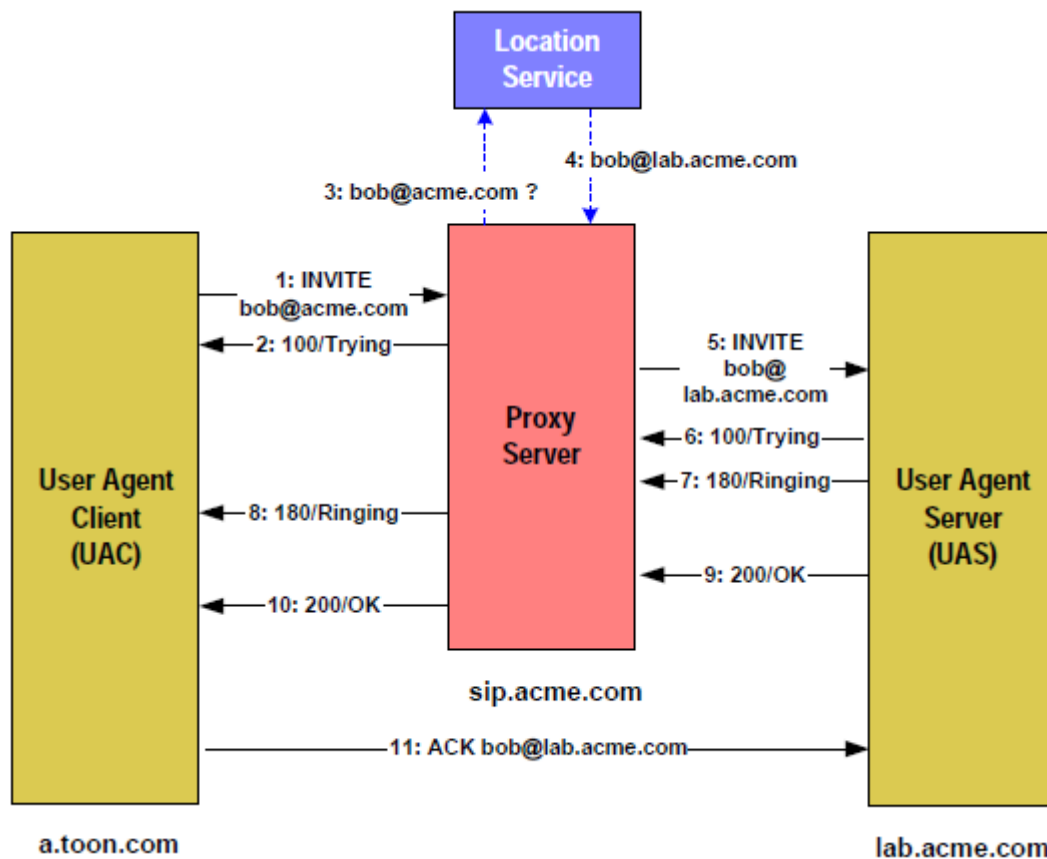 Location
Service
4: bob@lab.acme.com
3: bob@acme.com ?
1: INVITE
bob@acme.com
2: 100/Trying
5: INVITE
bob@
lab.acme.com
Proxy
Server
6: 100/Trying
7: 180/Ringing
User Agent
Client
(UAC)
8: 180/Ringing
User Agent
Server
(UAS)
9: 200/OK
10: 200/OK
sip.acme.com
11: ACK bob@lab.acme.com
a.toon.com
lab.acme.com